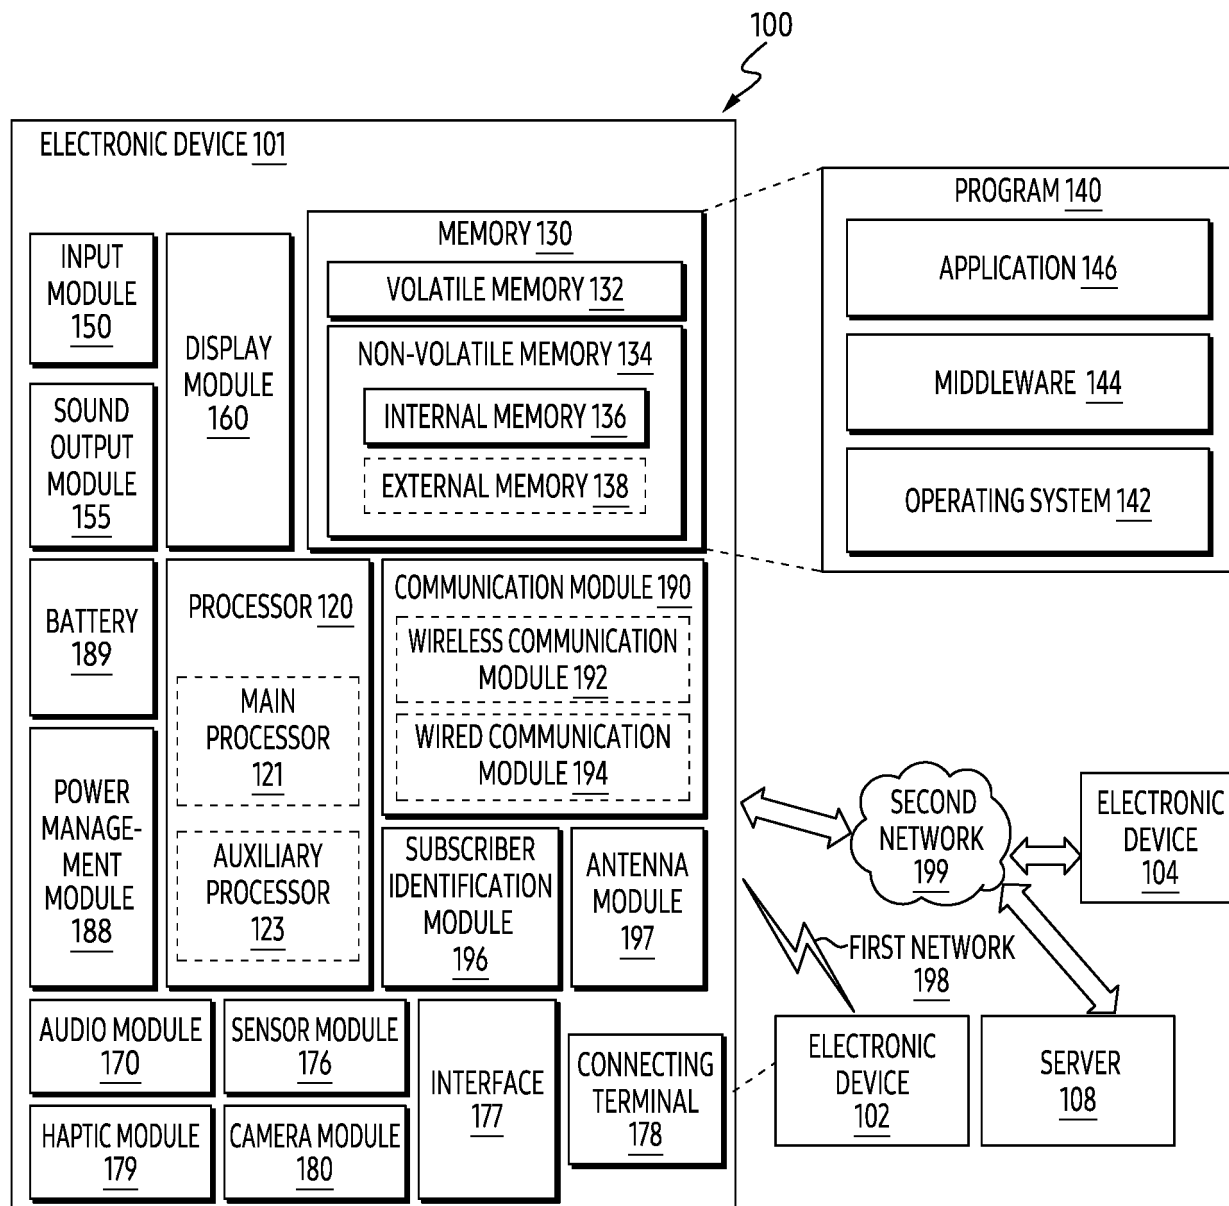 100
ELECTRONIC DEVICE 101
INPUT
MODULE
150
SOUND
OUTPUT
MODULE
155
DISPLAY
MODULE
160
MEMORY 130
VOLATILE MEMORY 132
NON-VOLATILE MEMORY 134
INTERNAL MEMORY 136
EXTERNAL MEMORY 138
PROGRAM 140
APPLICATION 146
MIDDLEWARE 144
OPERATING SYSTEM 142
BATTERY
189
POWER
MANAGE-
MENT
MODULE
188
PROCESSOR 120
MAIN
PROCESSOR
121
AUXILIARY
PROCESSOR
123
COMMUNICATION MODULE 190
WIRELESS COMMUNICATION
MODULE 192
WIRED COMMUNICATION
MODULE 194
SUBSCRIBER
IDENTIFICATION
MODULE
196
ANTENNA
MODULE
197
SECOND
NETWORK
199
ELECTRONIC
DEVICE
104
FIRST NETWORK
198
AUDIO MODULE
170
SENSOR MODULE
176
INTERFACE
177
CONNECTING
TERMINAL
178
HAPTIC MODULE
179
CAMERA MODULE
180
ELECTRONIC
DEVICE
102
SERVER
108